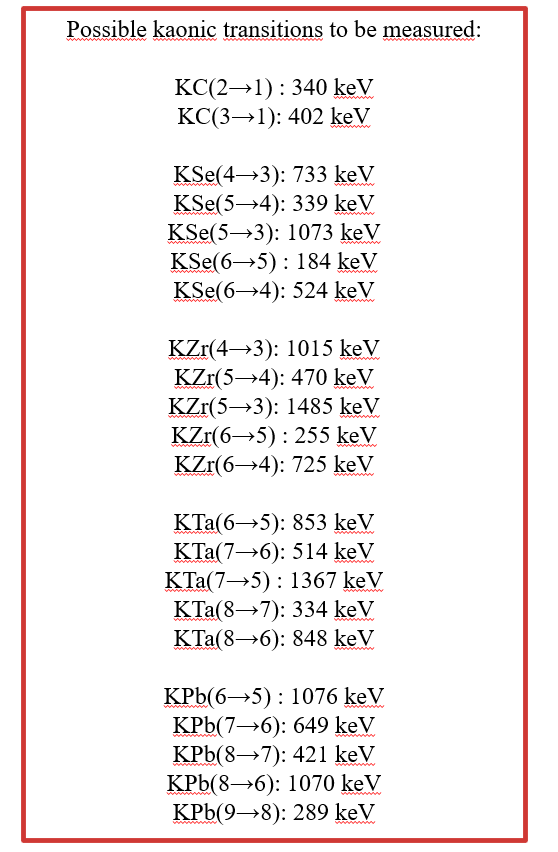 Possible kaonic transitions to be measured:
KC(2→1) : 340 keV
KC(3→1): 402 keV
KSe(4→3): 733 keV
KSe(5→4): 339 keV
KSe(5→3): 1073 keV
KSe(6→5) : 184 keV
KSe(6→4): 524 keV
KZr(4→3): 1015 keV
KZr(5→4): 470 keV
KZr(5→3): 1485 keV
KZr(6→5) : 255 keV
KZr(6→4): 725 keV
KTa(6→5): 853 keV
KTa(7→6): 514 keV
KTa(7→5) : 1367 keV
KTa(8→7): 334 keV
KTa(8→6): 848 keV
KPb(6→5) : 1076 keV
KPb(7→6): 649 keV
KPb(8→7): 421 keV
KPb(8→6): 1070 keV
KPb(9→8): 289 keV